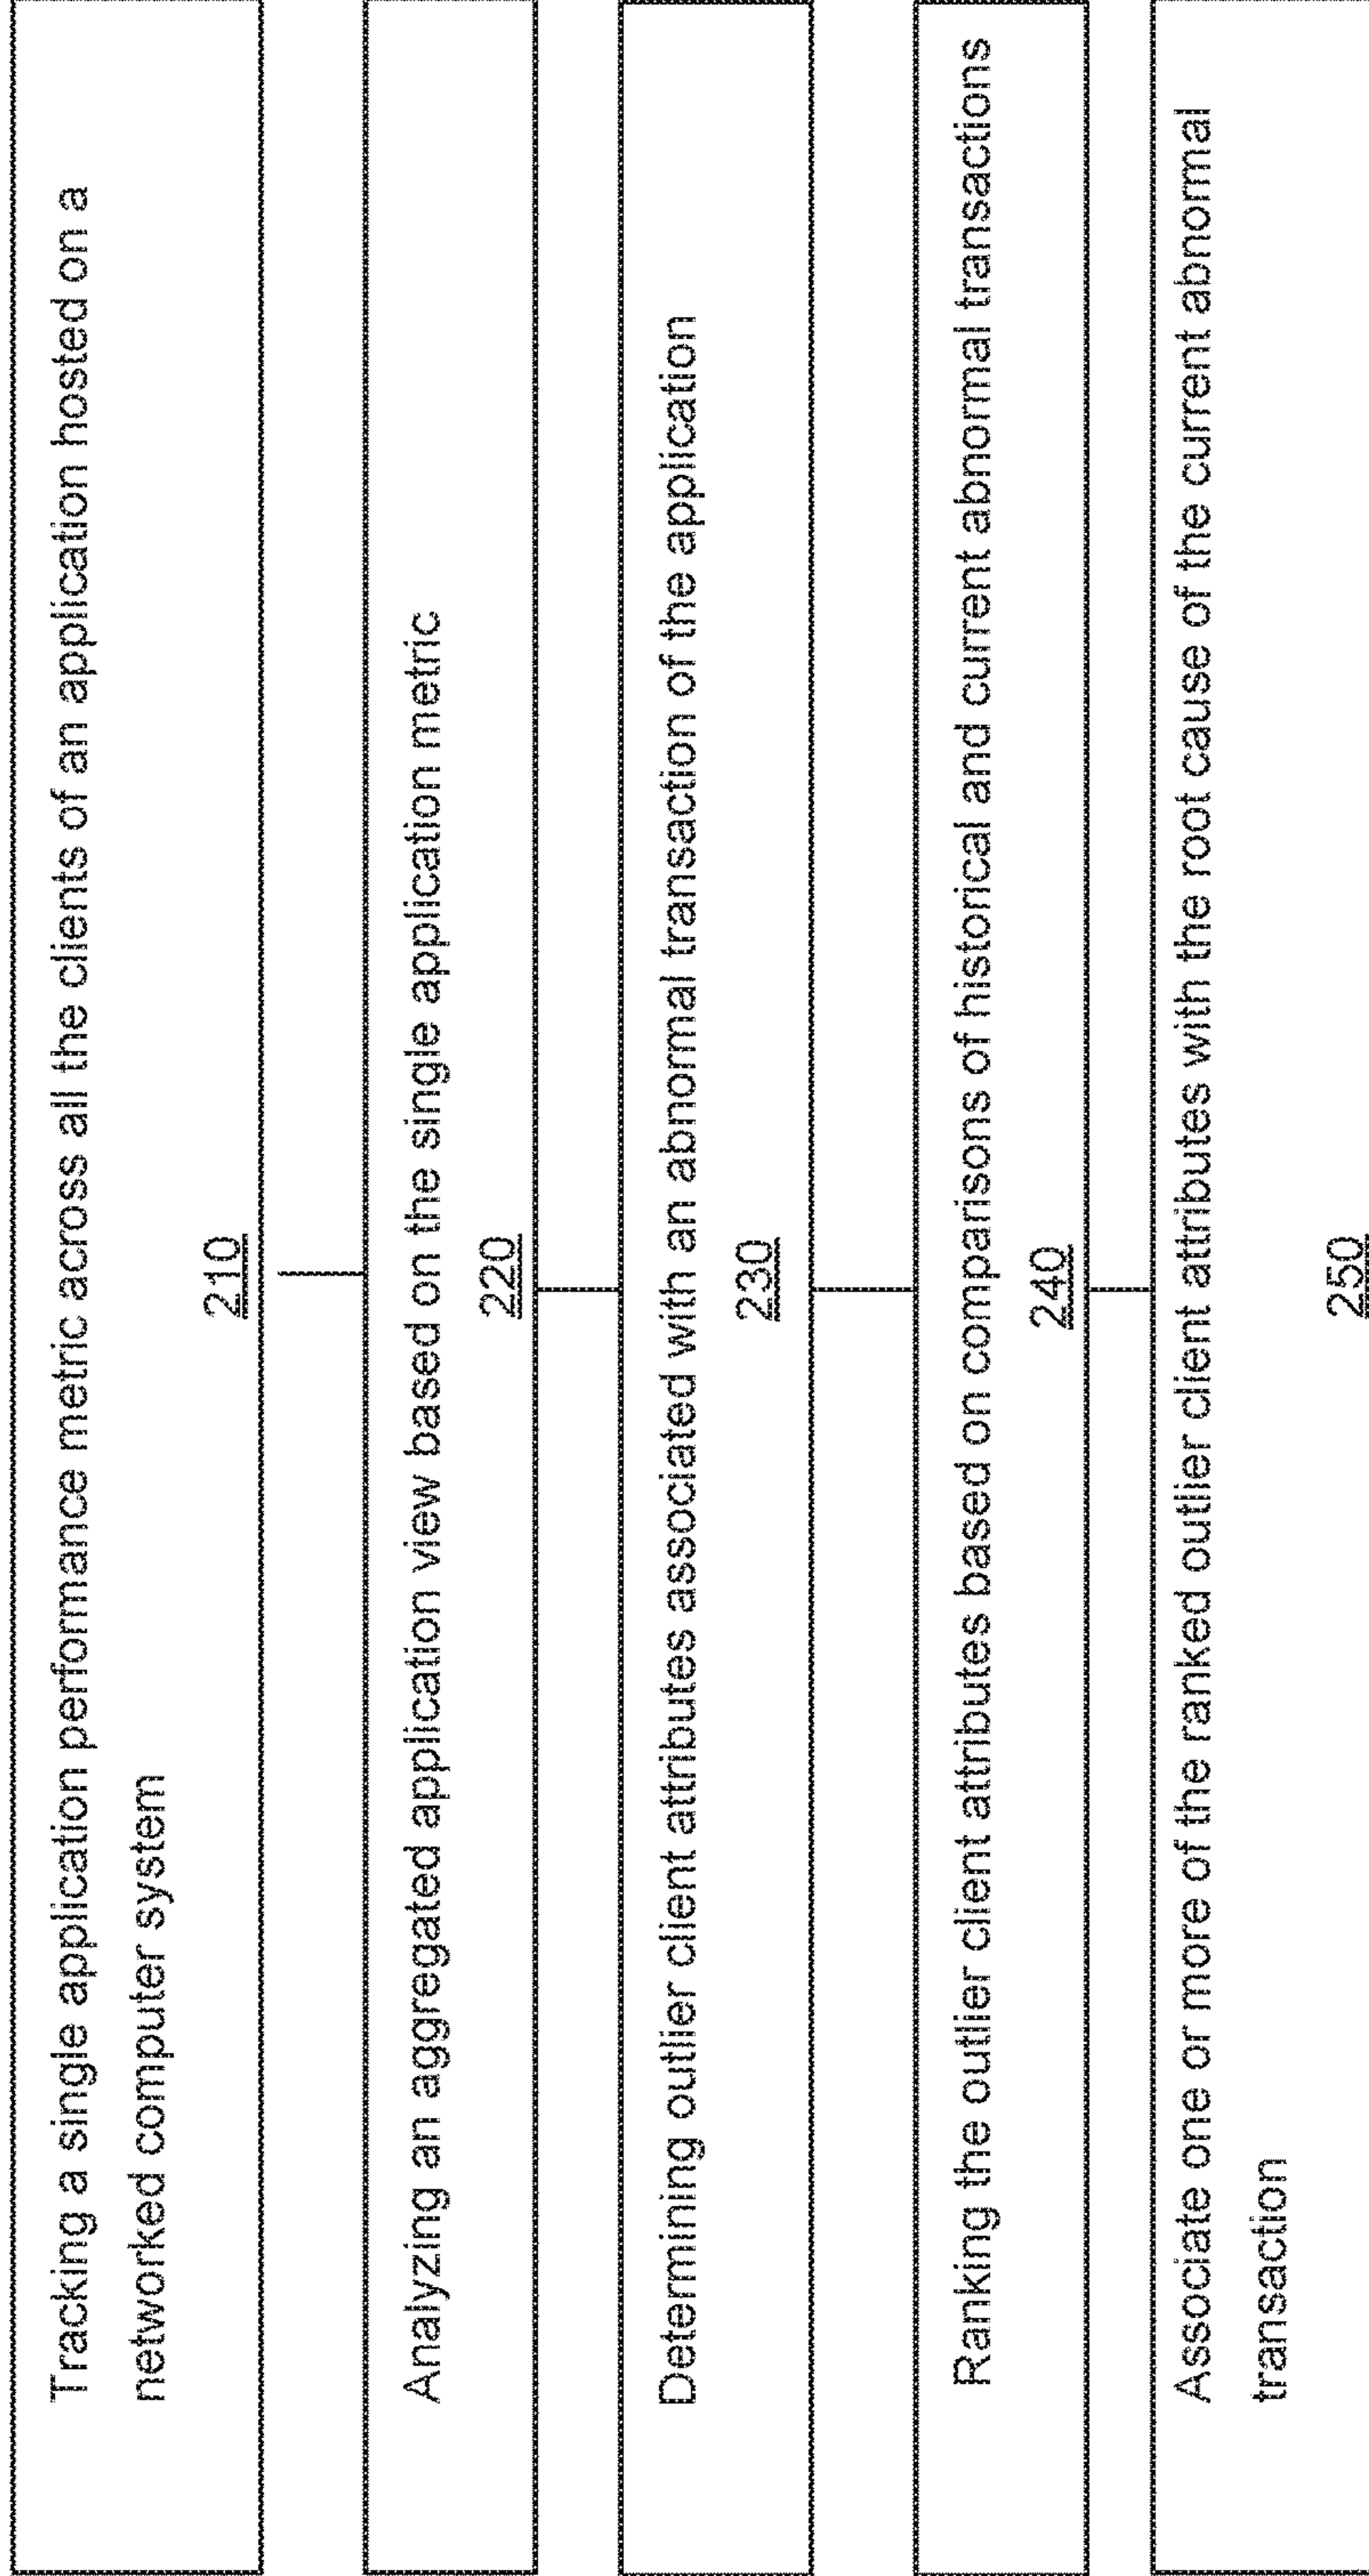 Tracking a single application performance metric across all the clients of an application hosted on a
networked computer system
210
Analyzing an aggregated application view based on the single application metric
220
Determining outlier client attributes associated with an abnormal transaction of the application
230
Ranking the outlier client attributes based on comparisons of historical and current abnormal transactions
240
Associate one or more of the ranked outlier client attributes with the root cause of the current abnormal
transaction
250